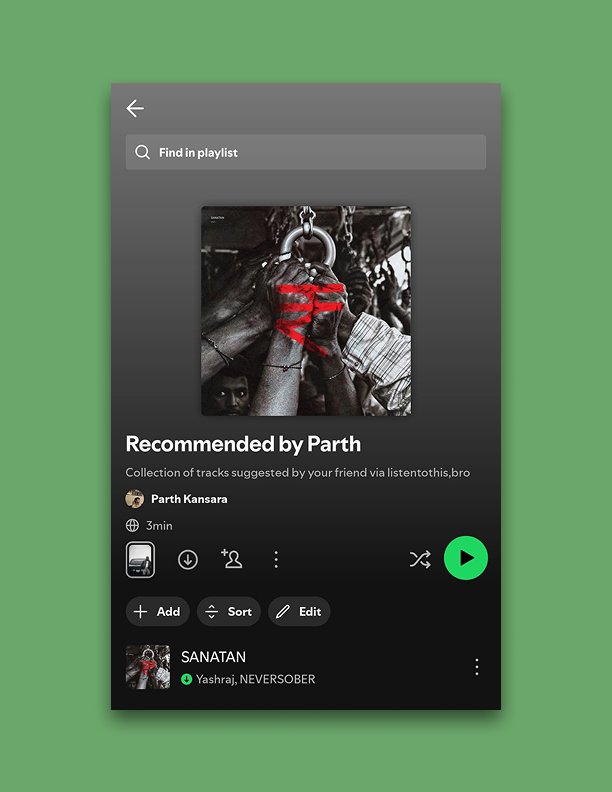 Find in playlist
SANATAN
₹
Recommended by Parth
Collection of tracks suggested by your friend via listentothis,bro
Parth Kansara
3min
Add
Sort
Edit
SANATAN
Yashraj, NEVERSOBER